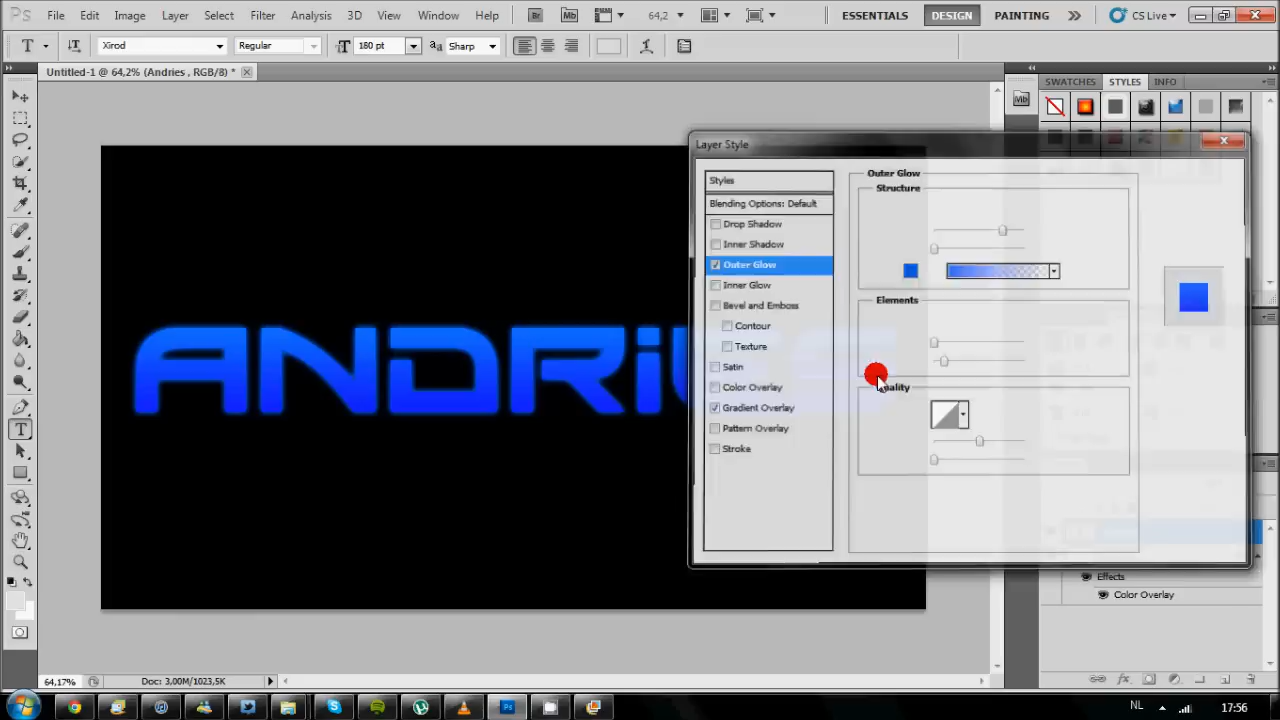 Ps File Edit Image Layer Select Filter Analysis 3D View Window Help Br Mb 64,2 ESSENTIALS DESIGN PAINTING CS Live
T Xirod Regular T 180 pt aa Sharp
Untitled-1 @ 64,2% (Andries , RGB/8) *
SWATCHES STYLES INFO
Mb
Layer Style
Styles
Blending Options: Default
Drop Shadow
Inner Shadow
Outer Glow
Inner Glow
Bevel and Emboss
Contour
Texture
Satin
Color Overlay
Gradient Overlay
Pattern Overlay
Stroke
Outer Glow
Structure
Elements
ANDRi
Effects
Color Overlay
64,17% Doc: 3,00M/1023,5K
NL 17:56